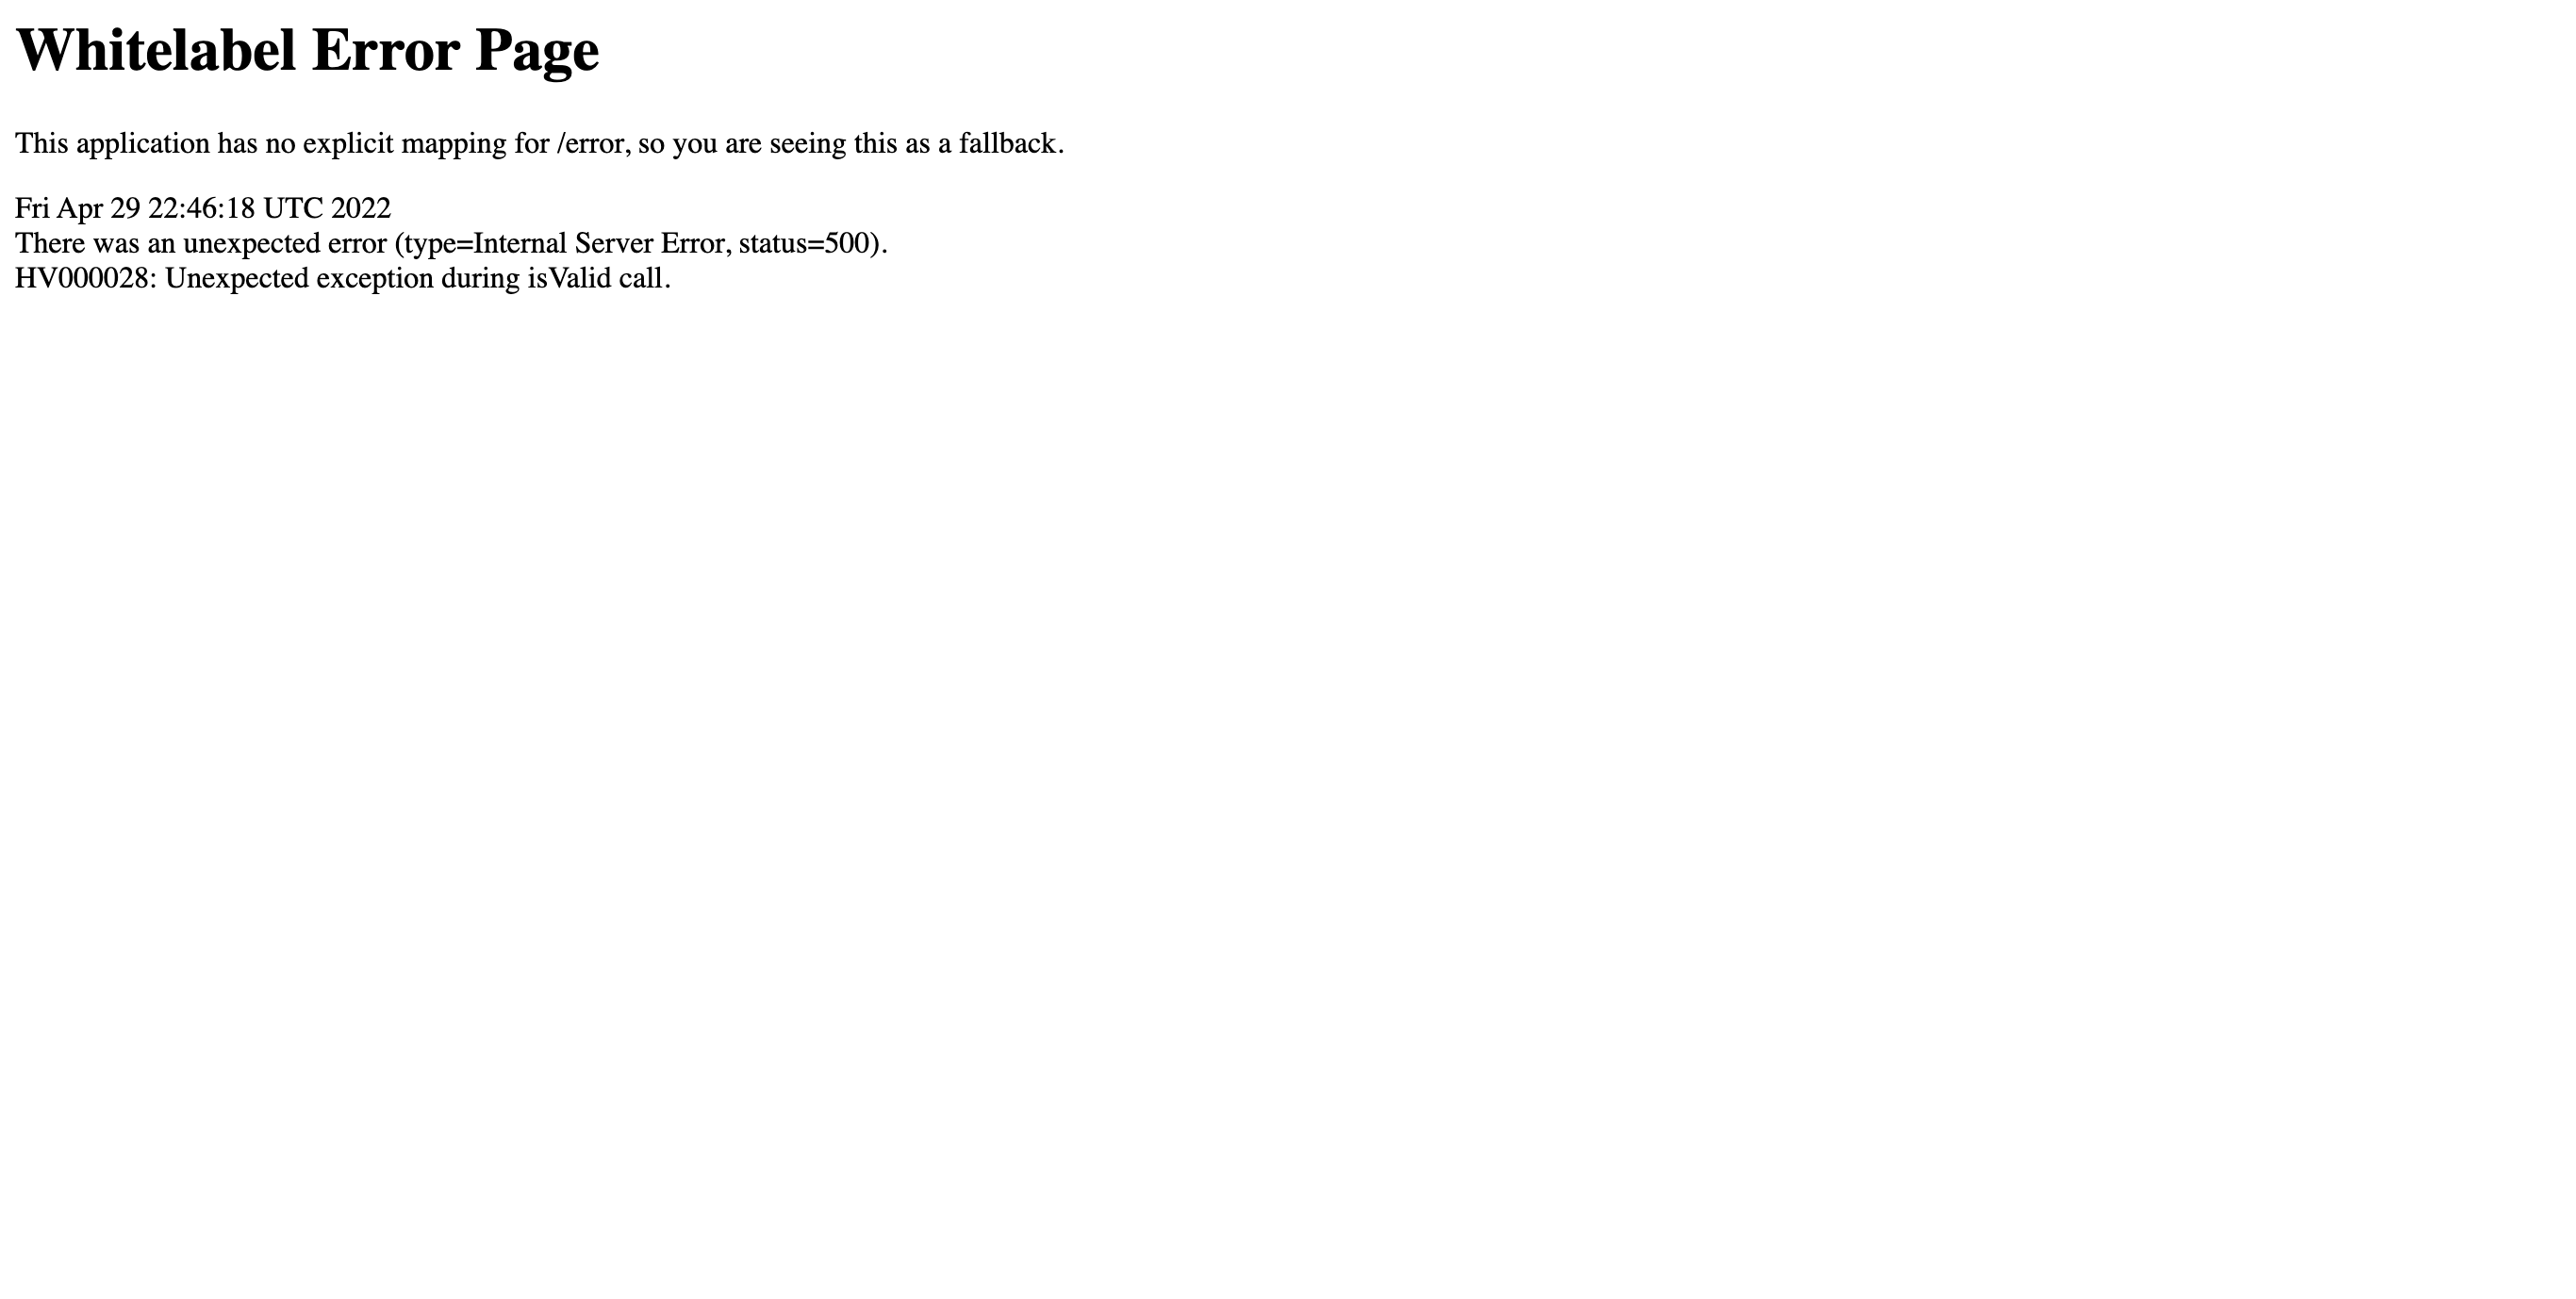 Whitelabel Error Page
This application has no explicit mapping for /error, so you are seeing this as a fallback.
Fri Apr 29 22:46:18 UTC 2022
There was an unexpected error (type=Internal Server Error, status=500).
HV000028: Unexpected exception during isValid call.